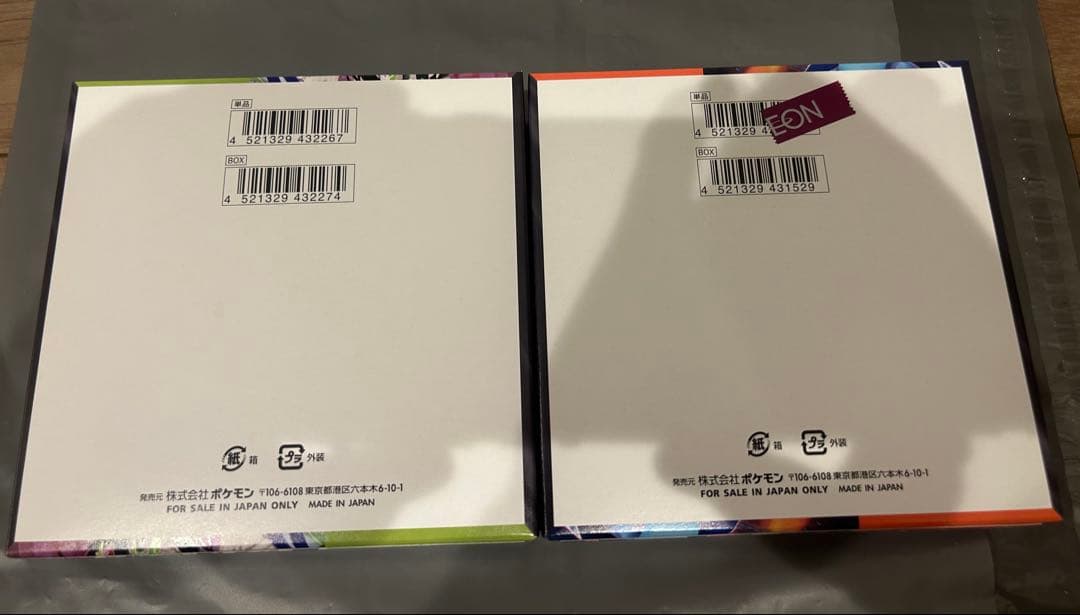 単品
4 521329 432267
BOX
4 521329 432274
紙 箱 プラ 外装
発売元 株式会社ポケモン 〒106-6108 東京都港区六本木6-10-1
FOR SALE IN JAPAN ONLY MADE IN JAPAN
単品
4 521329
ÆON
BOX
4 521329 431529
紙 箱 プラ 外装
発売元 株式会社ポケモン 〒106-6108 東京都港区六本木6-10-1
FOR SALE IN JAPAN ONLY MADE IN JAPAN